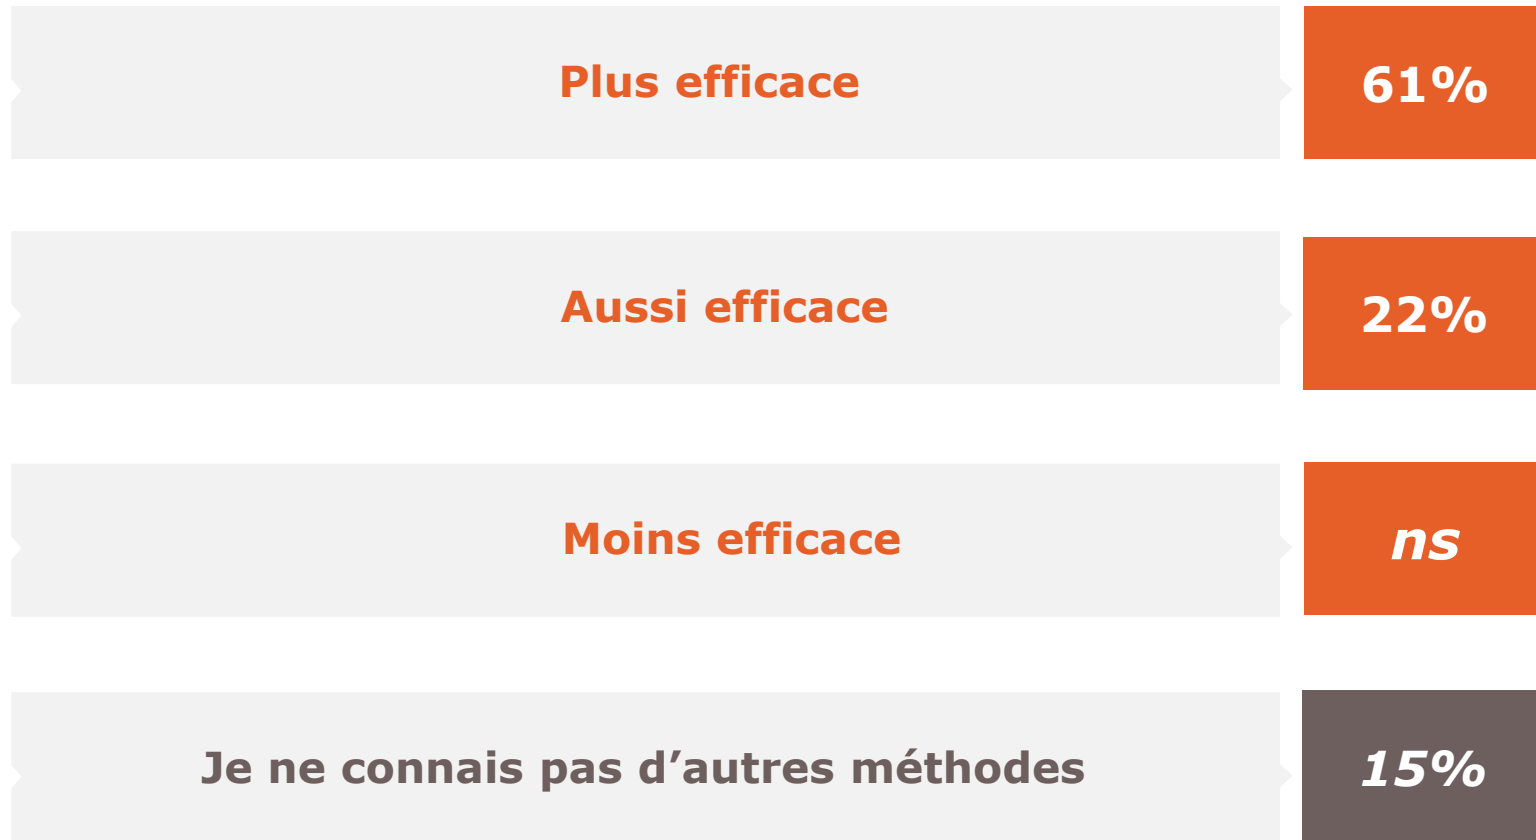 Plus efficace
61%
Aussi efficace
22%
Moins efficace
ns
Je ne connais pas d’autres méthodes
15%